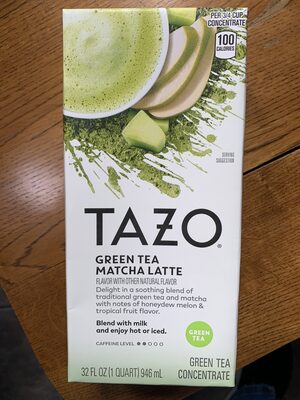 PER 3/4 CUP
CONCENTRATE
100
CALORIES
SERVING
SUGGESTION
TAZO®
GREEN TEA
MATCHA LATTE
FLAVOR WITH OTHER NATURAL FLAVOR
Delight in a soothing blend of
traditional green tea and matcha
with notes of honeydew melon &
tropical fruit flavor.
Blend with milk
and enjoy hot or iced.
GREEN
TEA
CAFFEINE LEVEL
GREEN TEA
CONCENTRATE
32 FL OZ (1 QUART) 946 mL